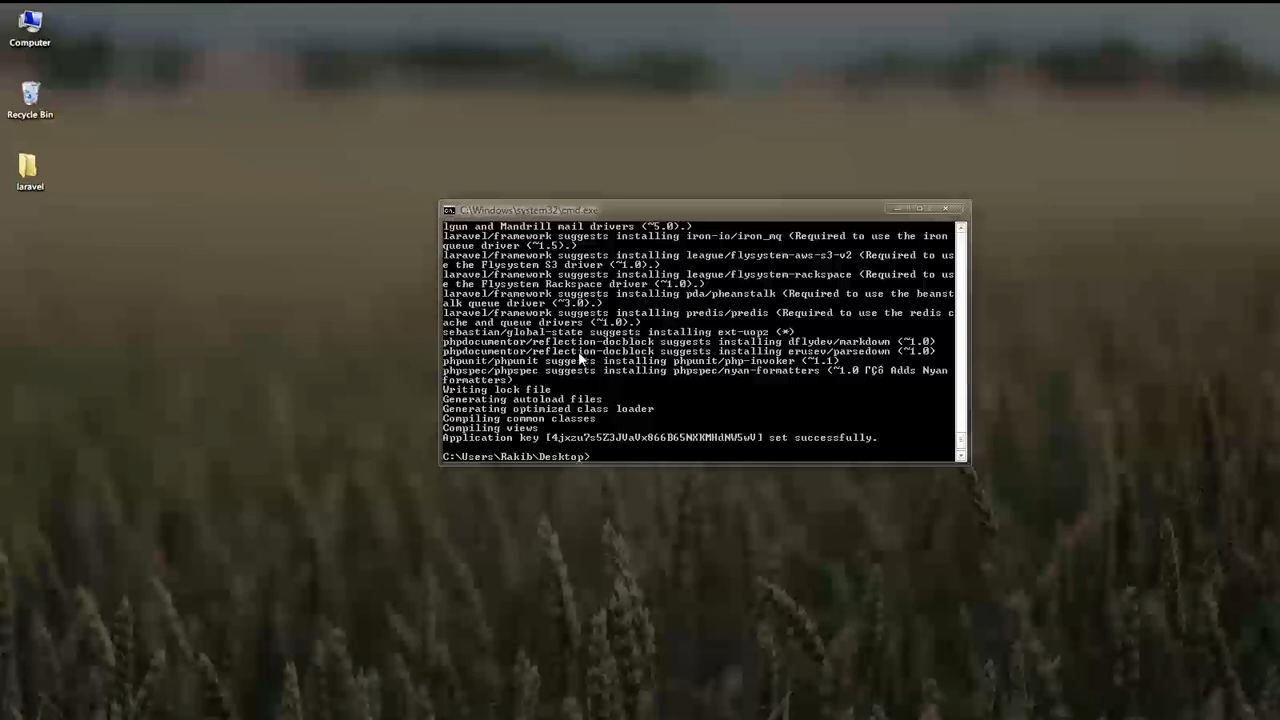 Computer
Recycle Bin
laravel
C:\Windows\system32\cmd.exe
lgun and Mandrill mail drivers (~5.0).)
laravel/framework suggests installing iron-io/iron_mq (Required to use the iron
queue driver (~1.5).)
laravel/framework suggests installing league/flysystem-aws-s3-v2 (Required to us
e the Flysystem S3 driver (~1.0).)
laravel/framework suggests installing league/flysystem-rackspace (Required to us
e the Flysystem Rackspace driver (~1.0).)
laravel/framework suggests installing pda/pheanstalk (Required to use the beanst
alk queue driver (~3.0).)
laravel/framework suggests installing predis/predis (Required to use the redis c
ache and queue drivers (~1.0).)
sebastian/global-state suggests installing ext-uopz (*)
phpdocumentor/reflection-docblock suggests installing dflydev/markdown (~1.0)
phpdocumentor/reflection-docblock suggests installing erusev/parsedown (~1.0)
phpunit/phpunit suggests installing phpunit/php-invoker (~1.1)
phpspec/phpspec suggests installing phpspec/nyan-formatters (~1.0 ΓÇô Adds Nyan
formatters)
Writing lock file
Generating autoload files
Generating optimized class loader
Compiling common classes
Compiling views
Application key [4jxzu7s5Z3JVaVx866B65NXKMHdNW5wV] set successfully.
C:\Users\Rakib\Desktop>